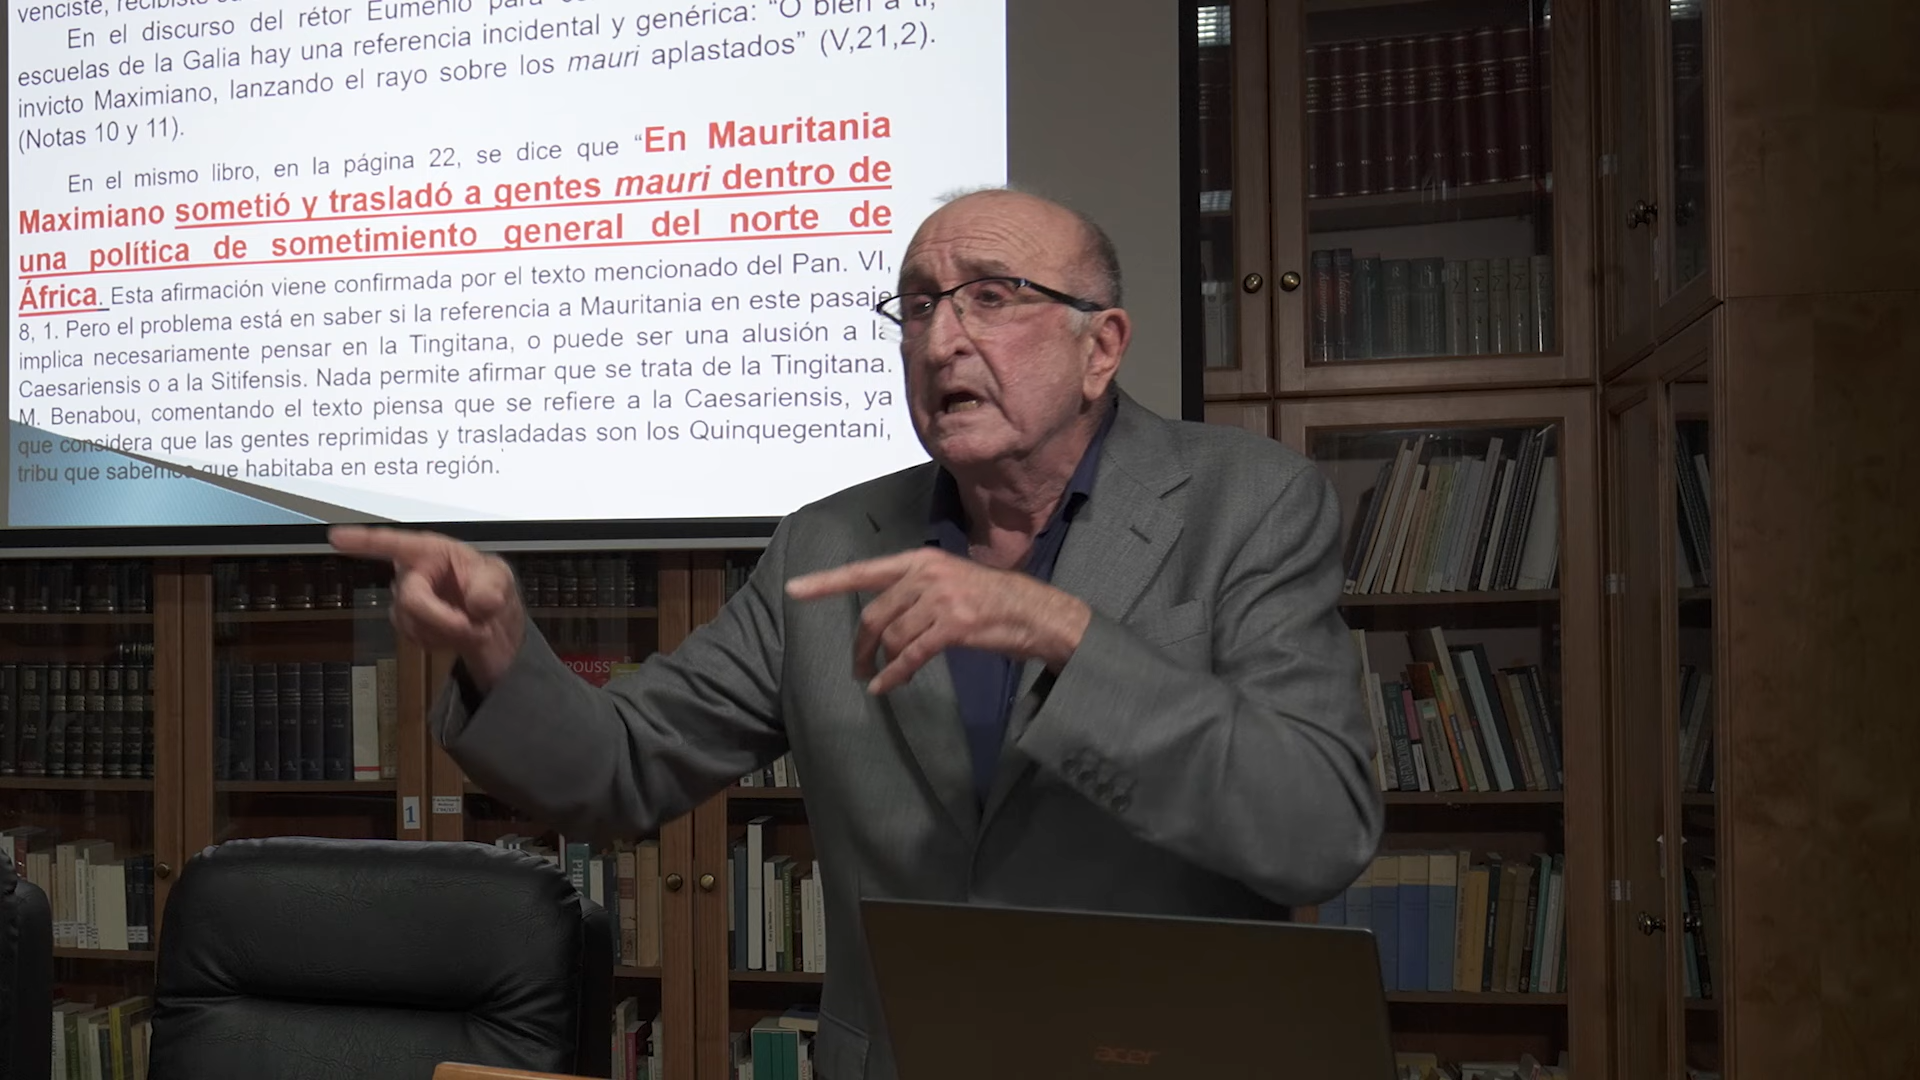 venciste,
En el discurso del rétor Eumenio para
escuelas de la Galia hay una referencia incidental y genérica: "O bien a ti,
invicto Maximiano, lanzando el rayo sobre los mauri aplastados" (V,21,2).
(Notas 10 y 11).
En el mismo libro, en la página 22, se dice que "En Mauritania
Maximiano sometió y trasladó a gentes mauri dentro de
una política de sometimiento general del norte de
África. Esta afirmación viene confirmada por el texto mencionado del Pan. VI,
8, 1. Pero el problema está en saber si la referencia a Mauritania en este pasaje
implica necesariamente pensar en la Tingitana, o puede ser una alusión a la
Caesariensis o a la Sitifensis. Nada permite afirmar que se trata de la Tingitana.
M. Benabou, comentando el texto piensa que se refiere a la Caesariensis, ya
que considera que las gentes reprimidas y trasladadas son los Quinquegentani,
tribu que sabemos que habitaba en esta región.
1
acer